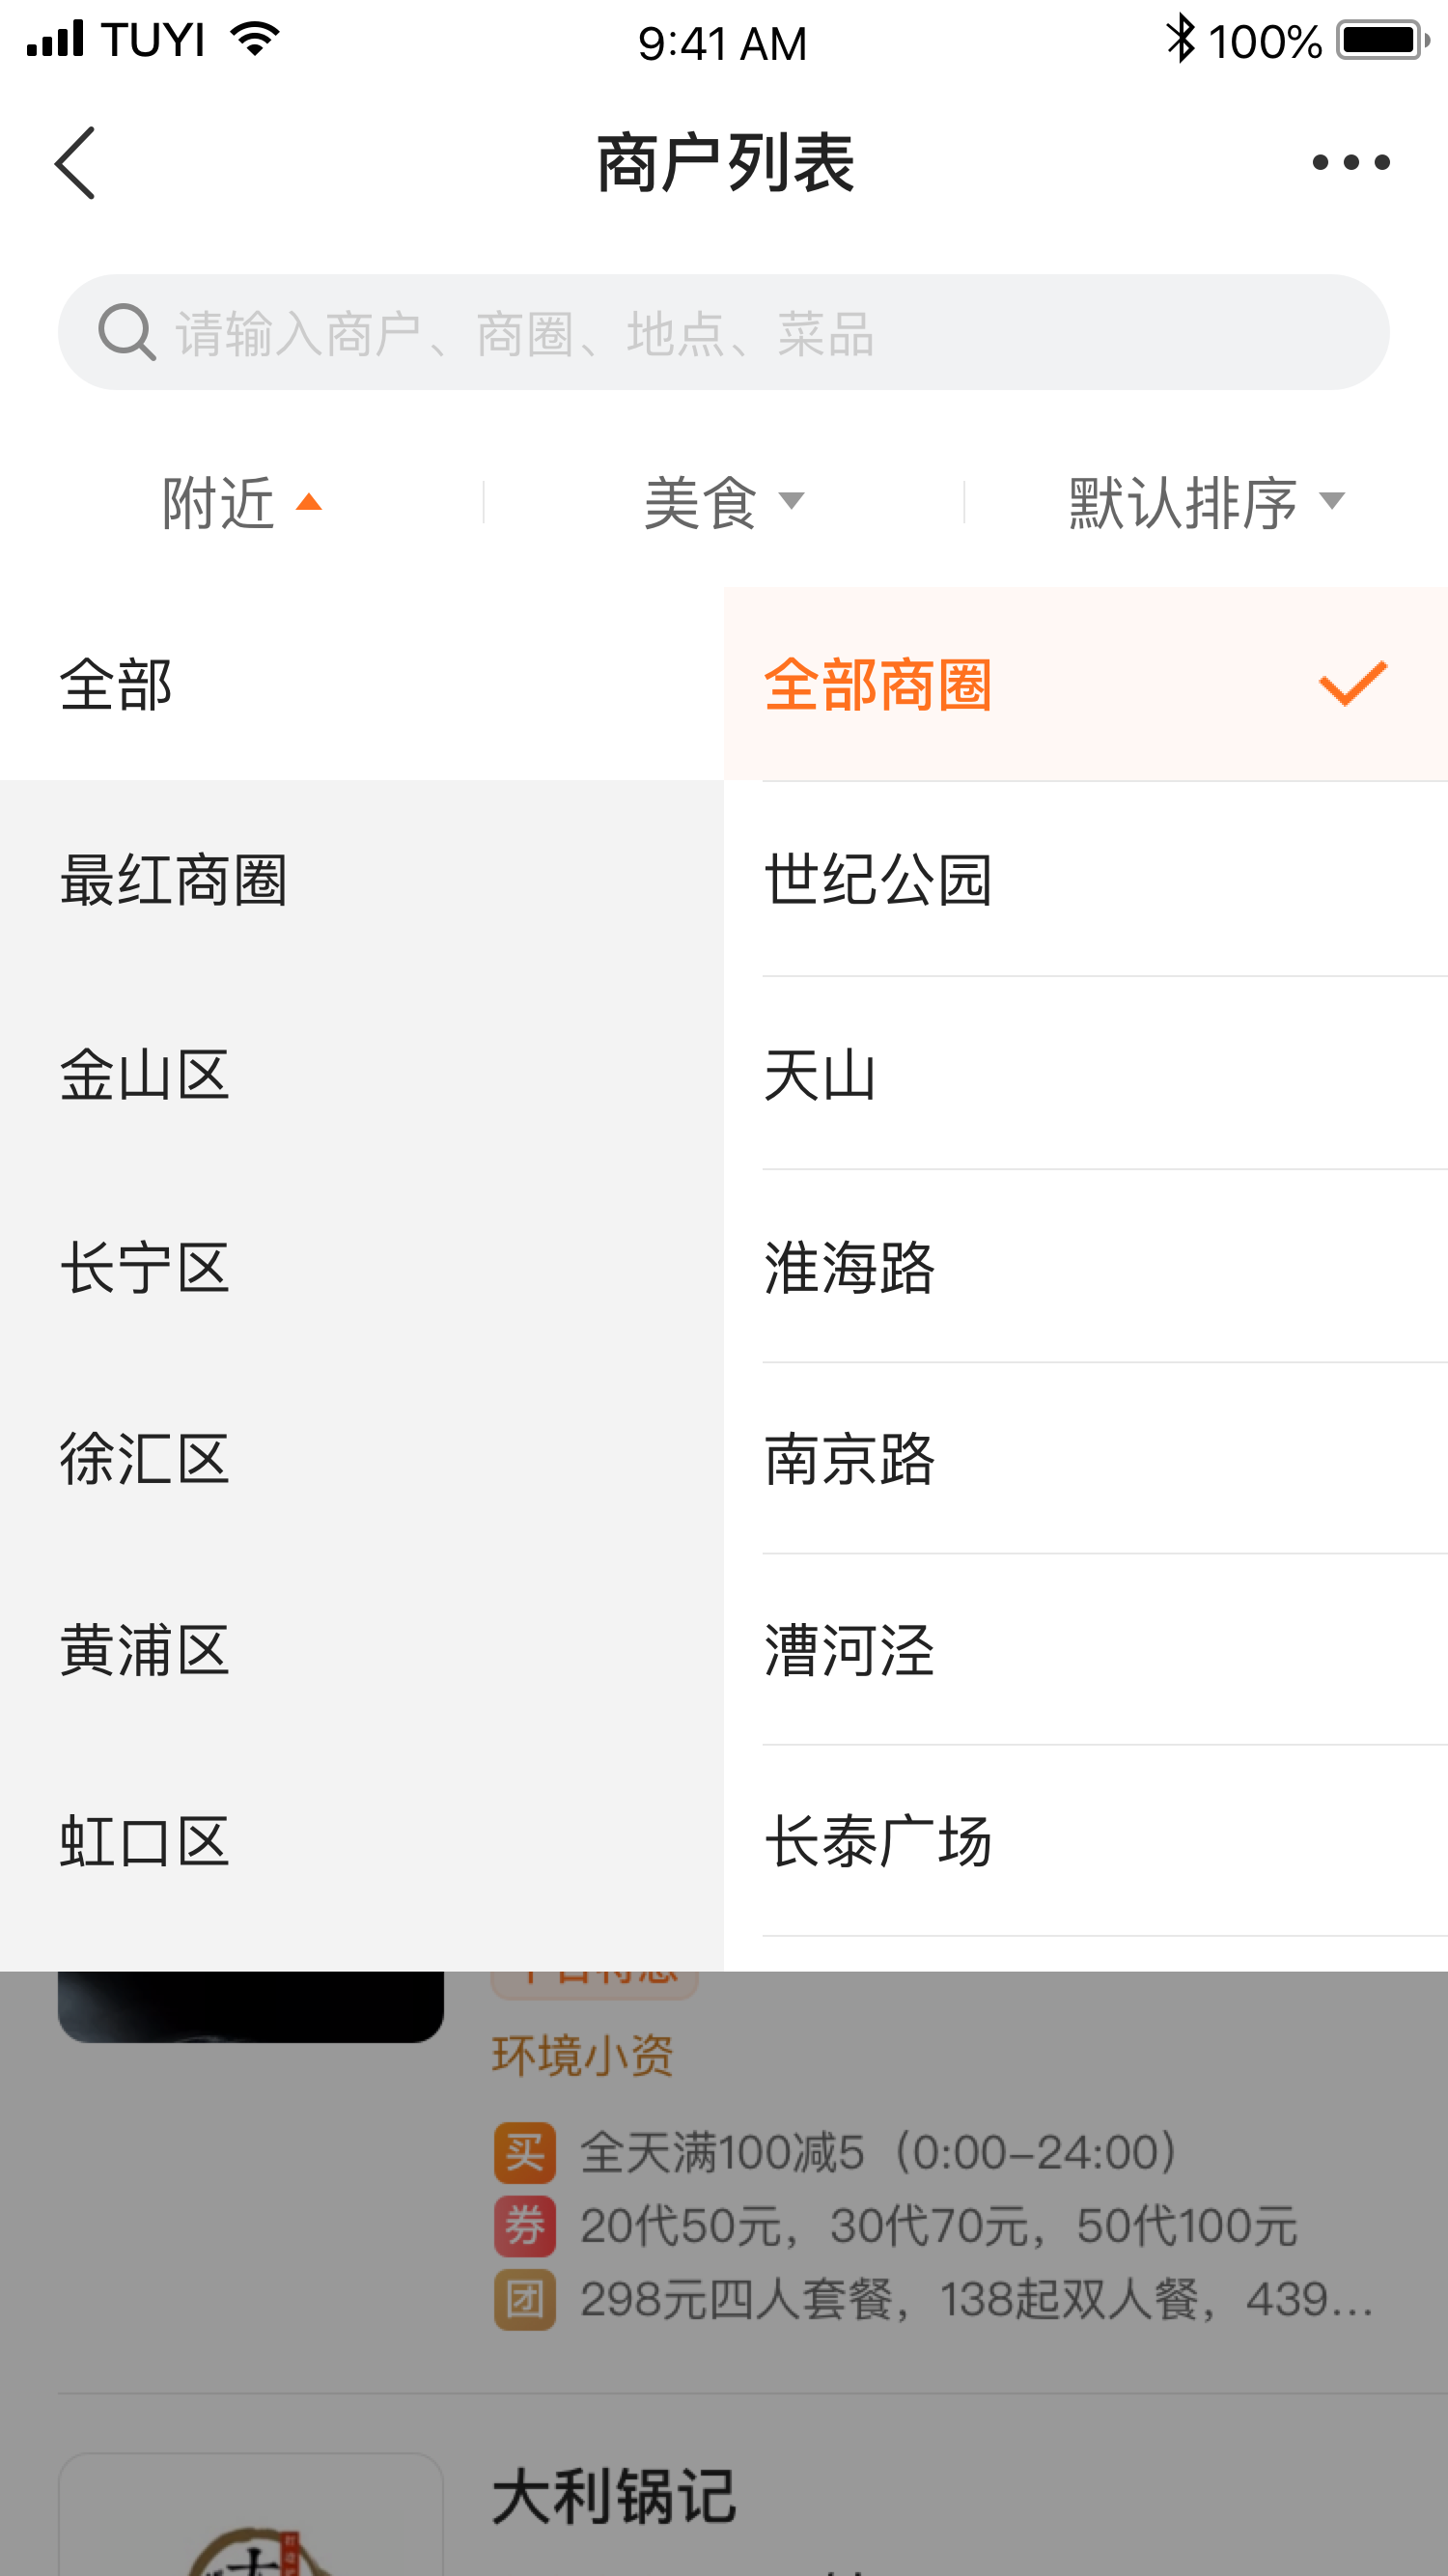 TUYI 9:41 AM 100%
商户列表
请输入商户、商圈、地点、菜品
附近 美食 默认排序
全部 全部商圈
最红商圈 世纪公园
金山区 天山
长宁区 淮海路
徐汇区 南京路
黄浦区 漕河泾
虹口区 长泰广场
环境小资
买 全天满100减5（0:00-24:00）
券 20代50元，30代70元，50代100元
团 298元四人套餐，138起双人餐，439...
大利锅记